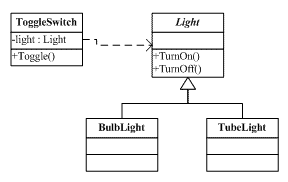 ToggleSwitch
-light : Light
+Toggle()
Light
+TurnOn()
+TurnOff()
BulbLight
TubeLight